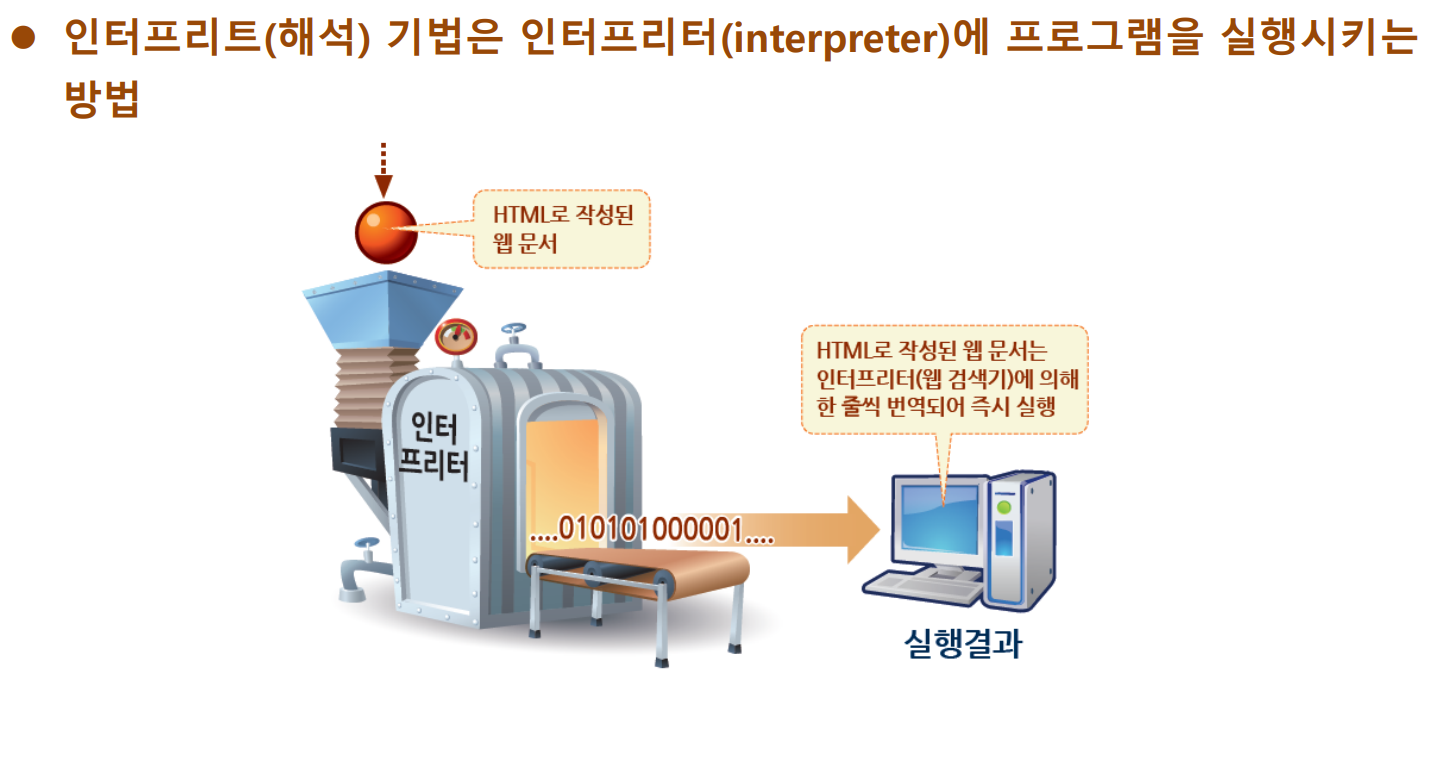 ● 인터프리트(해석) 기법은 인터프리터(interpreter)에 프로그램을 실행시키는
방법
HTML로 작성된
웹 문서
HTML로 작성된 웹 문서는
인터프리터(웹 검색기)에 의해
한 줄씩 번역되어 즉시 실행
인터
프리터
....010101000001....
실행결과